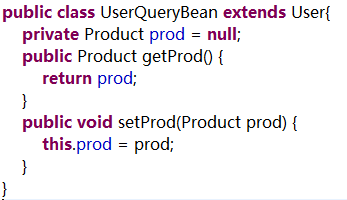 public class UserQueryBean extends User{
private Product prod = null;
public Product getProd() {
return prod;
}
public void setProd(Product prod) {
this.prod = prod;
}
}